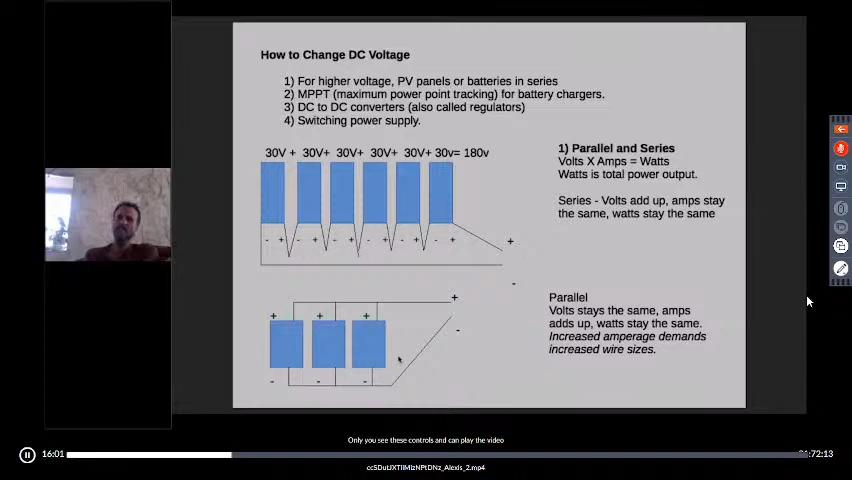 How to Change DC Voltage
1) For higher voltage, PV panels or batteries in series
2) MPPT (maximum power point tracking) for battery chargers.
3) DC to DC converters (also called regulators)
4) Switching power supply.
30V + 30V+ 30V+ 30V+ 30V+ 30v= 180v
- + - + - + - + - + - +
+
-
1) Parallel and Series
Volts X Amps = Watts
Watts is total power output.
Series - Volts add up, amps stay
the same, watts stay the same
+
-
+ + +
- - -
Parallel
Volts stays the same, amps
adds up, watts stay the same.
Increased amperage demands
increased wire sizes.
Only you see these controls and can play the video
16:01
:72:13